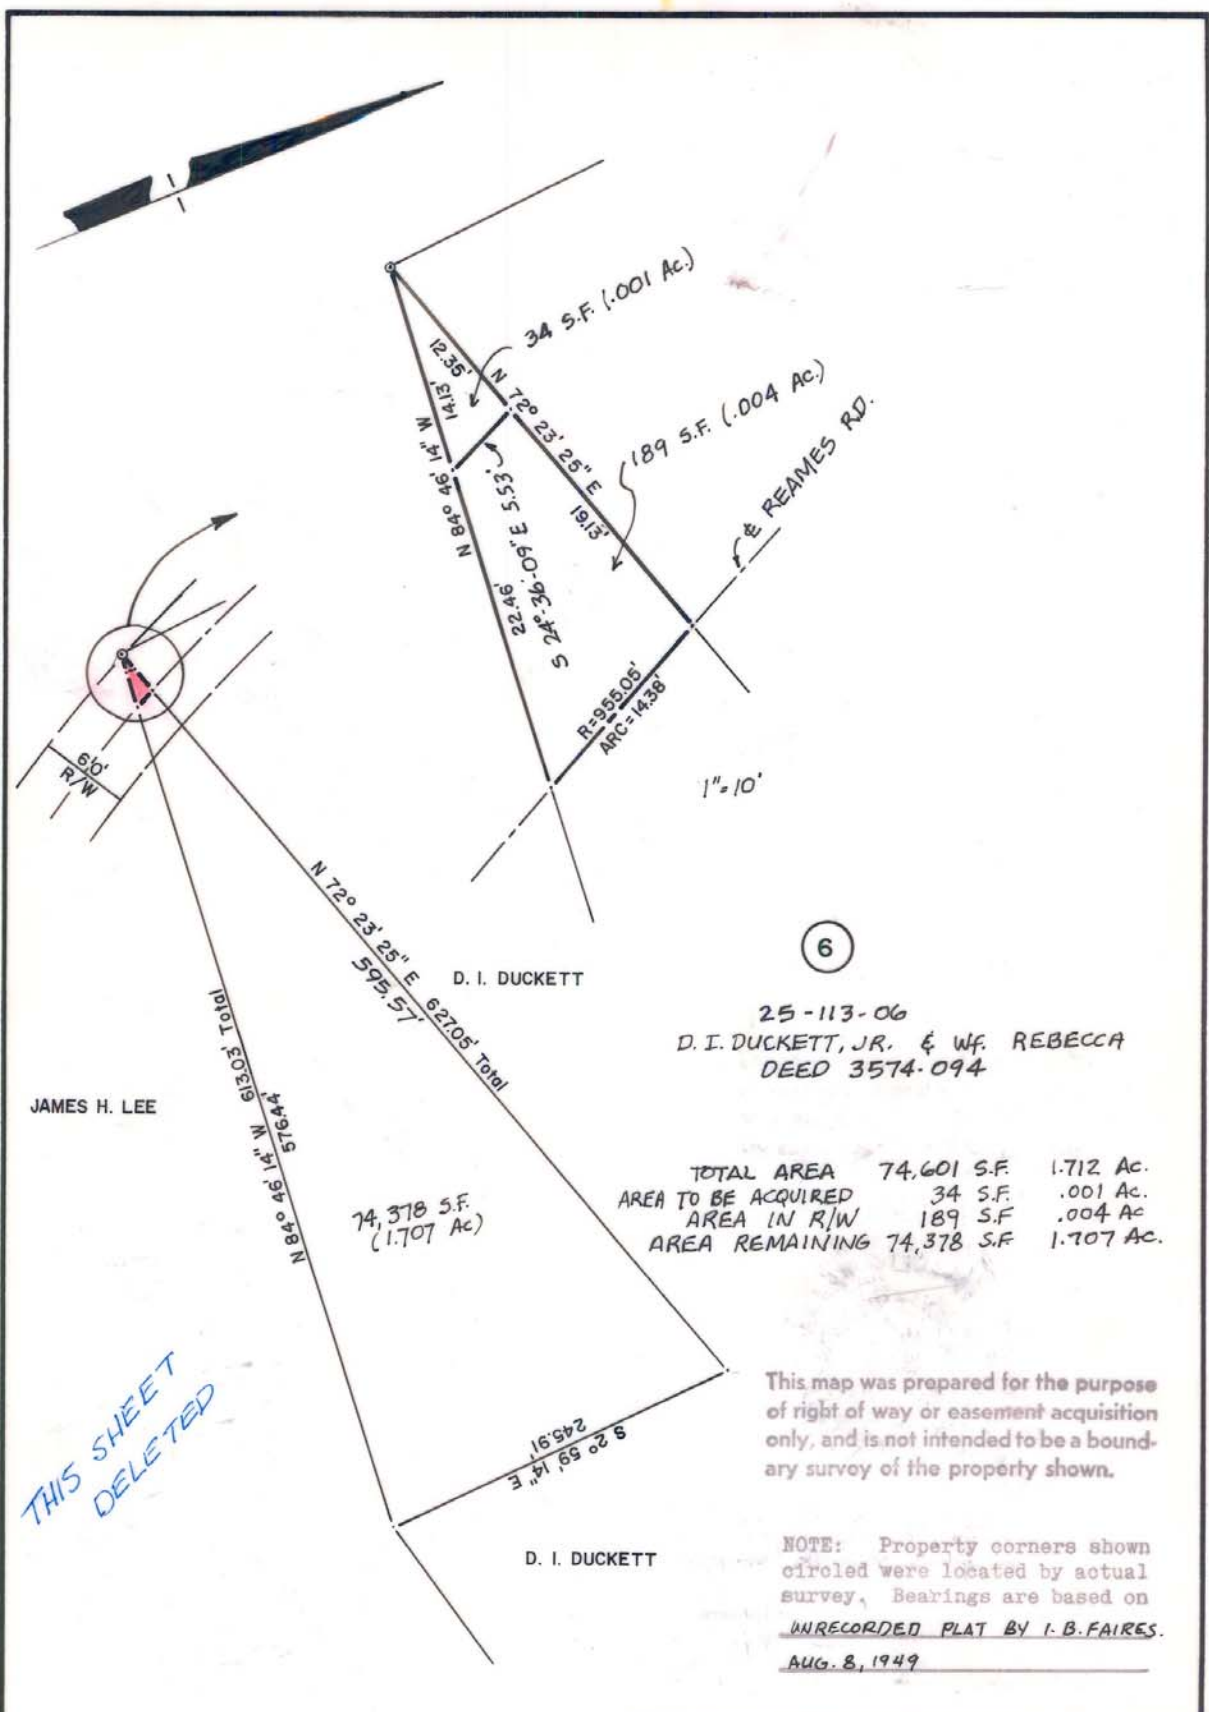 34 S.F. (.001 Ac.)
12.35'
14.13'
N 72° 23' 25" E
19.13'
189 S.F. (.004 Ac.)
℄ REAMES RD.
N 84° 46' 14" W
22.46'
S 24°-36'-09" E 5.53'
R=955.05'
ARC=14.38'
1"=10'
60'
R/W
N 72° 23' 25" E 627.05' Total
595.57'
D. I. DUCKETT
6
25-113-06
D. I. DUCKETT, JR. & Wf. REBECCA
DEED 3574-094
JAMES H. LEE
N 84° 46' 14" W 613.03' Total
576.44'
74,378 S.F.
(1.707 Ac)
TOTAL AREA 74,601 S.F. 1.712 Ac.
AREA TO BE ACQUIRED 34 S.F. .001 Ac.
AREA IN R/W 189 S.F .004 Ac
AREA REMAINING 74,378 S.F 1.707 Ac.
THIS SHEET
DELETED
S 2° 59' 14" E
245.91'
D. I. DUCKETT
This map was prepared for the purpose
of right of way or easement acquisition
only, and is not intended to be a bound-
ary survey of the property shown.
NOTE: Property corners shown
circled were located by actual
survey. Bearings are based on
UNRECORDED PLAT BY I. B. FAIRES.
AUG. 8, 1949